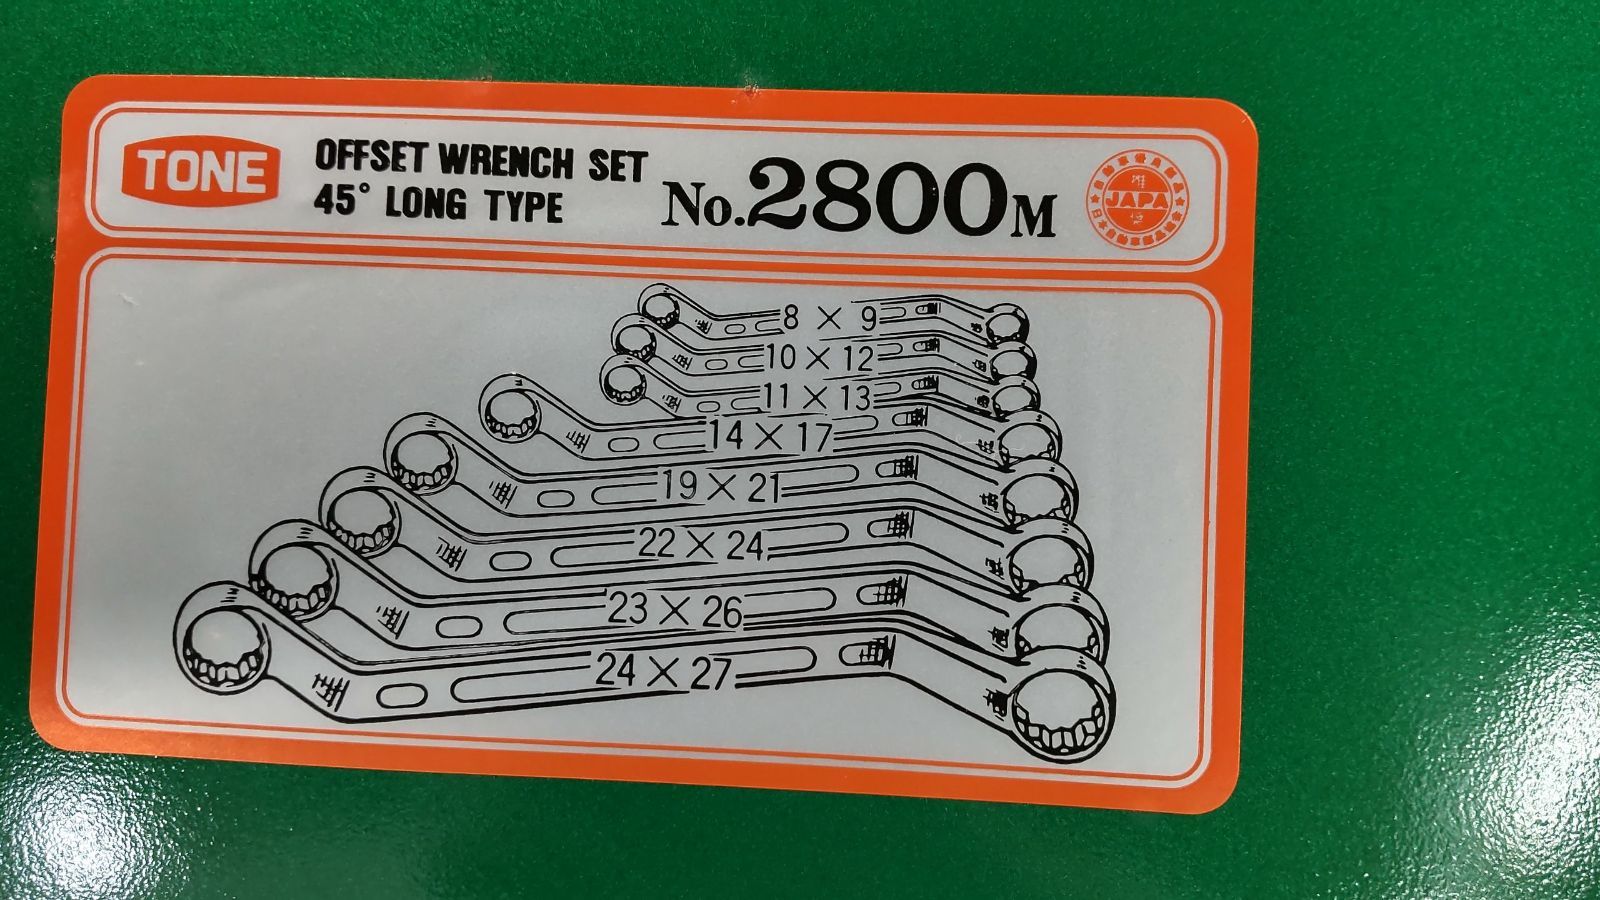 TONE
OFFSET WRENCH SET
45° LONG TYPE
No.2800M
JAPA
8 × 9
10 × 12
11 × 13
14 × 17
19 × 21
22 × 24
23 × 26
24 × 27